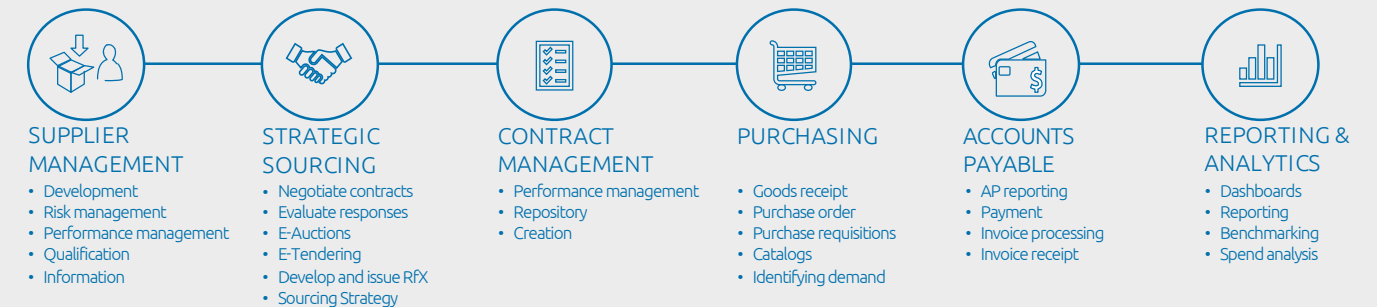 SUPPLIER
MANAGEMENT
• Development
• Risk management
• Performance management
• Qualification
• Information
STRATEGIC
SOURCING
• Negotiate contracts
• Evaluate responses
• E-Auctions
• E-Tendering
• Develop and issue RfX
• Sourcing Strategy
CONTRACT
MANAGEMENT
• Performance management
• Repository
• Creation
PURCHASING
• Goods receipt
• Purchase order
• Purchase requisitions
• Catalogs
• Identifying demand
$
ACCOUNTS
PAYABLE
• AP reporting
• Payment
• Invoice processing
• Invoice receipt
REPORTING &
ANALYTICS
• Dashboards
• Reporting
• Benchmarking
• Spend analysis